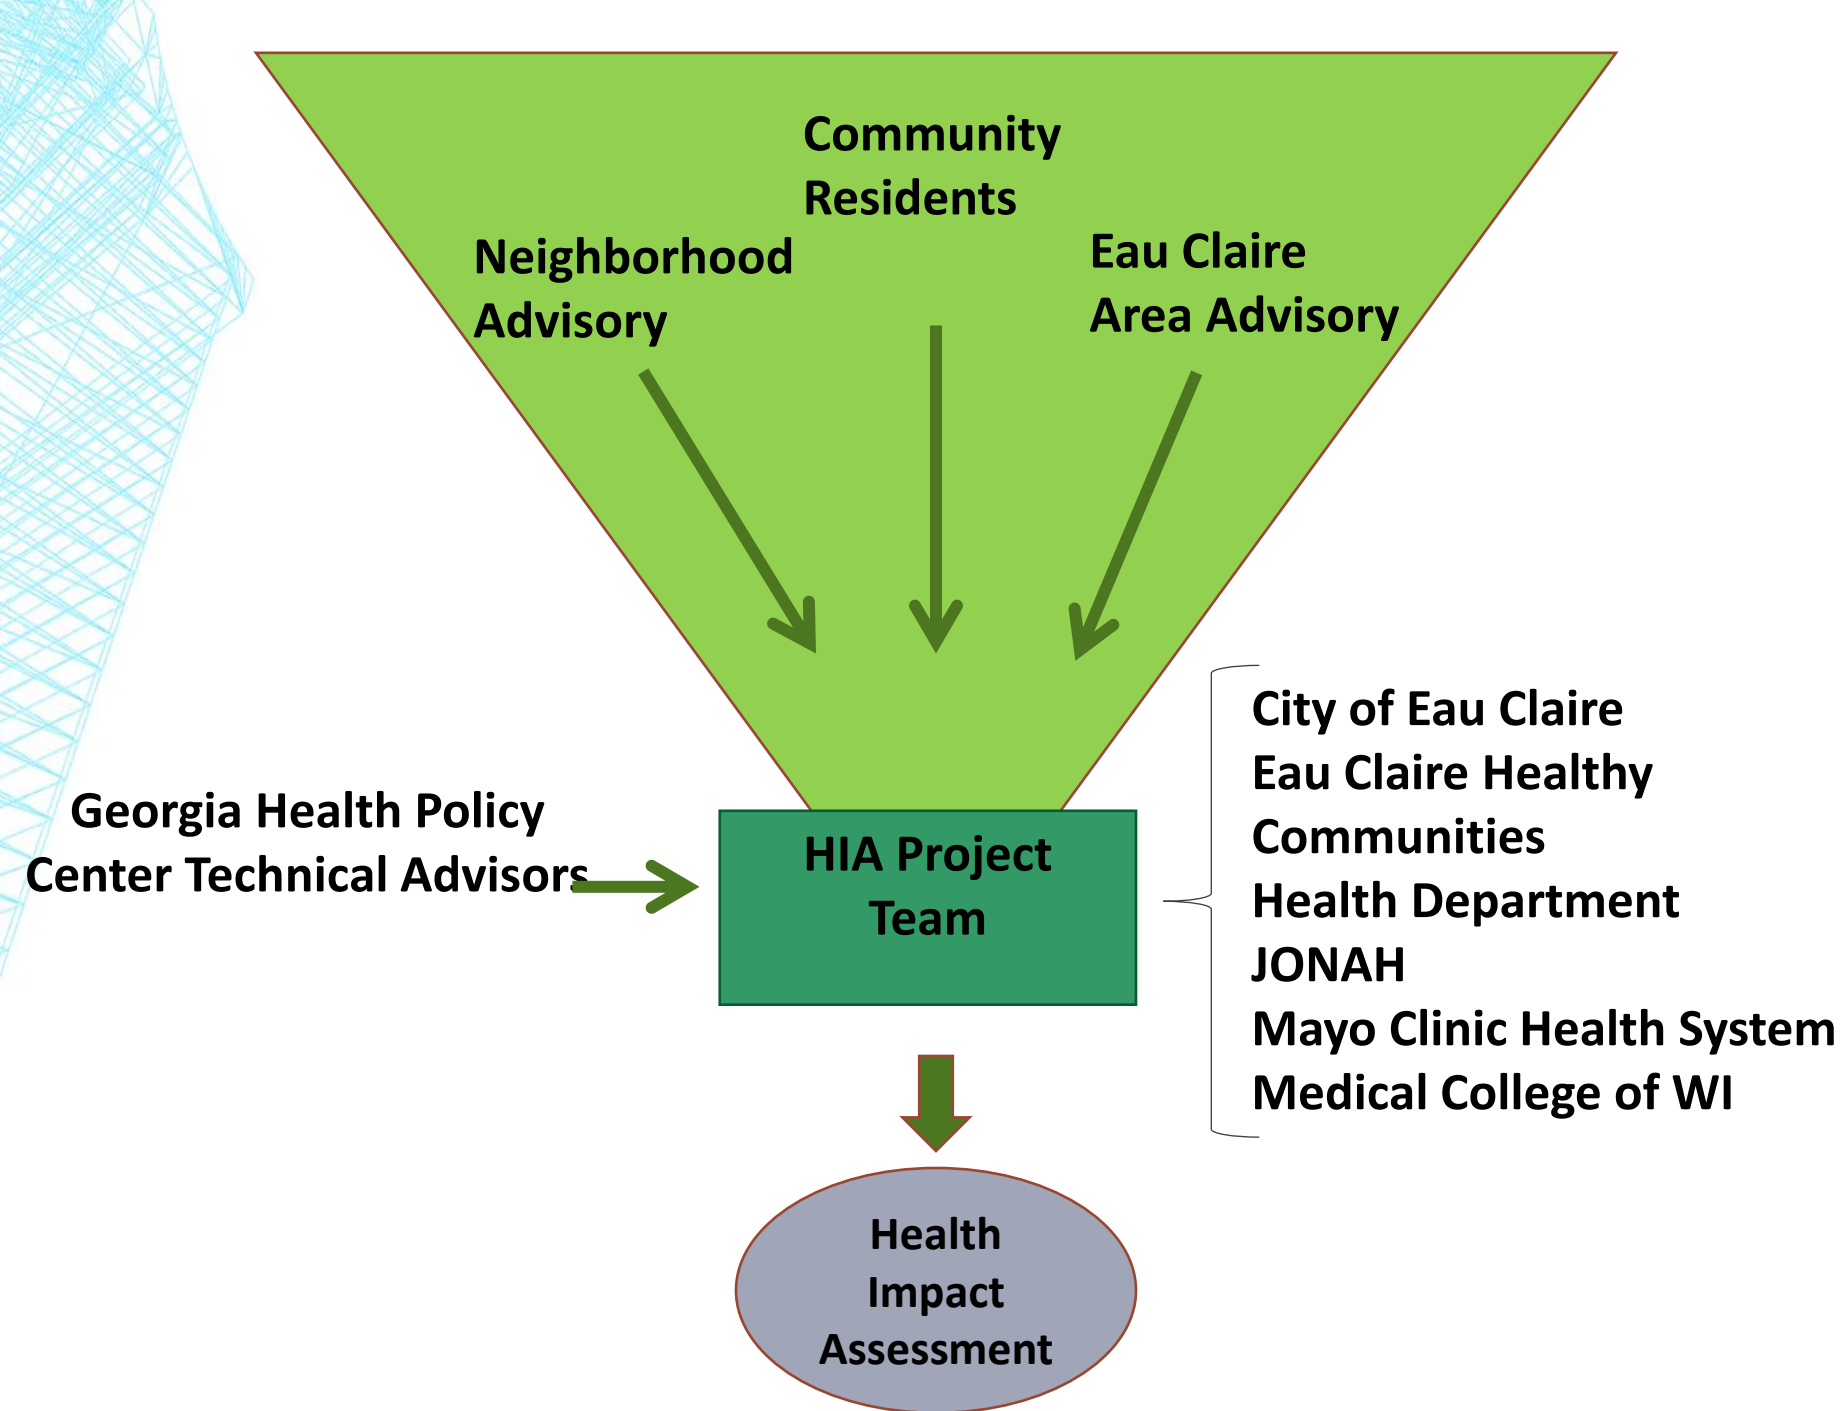 Community
Residents
Neighborhood
Advisory
Eau Claire
Area Advisory
Georgia Health Policy
Center Technical Advisors
HIA Project
Team
City of Eau Claire
Eau Claire Healthy
Communities
Health Department
JONAH
Mayo Clinic Health System
Medical College of WI
Health
Impact
Assessment